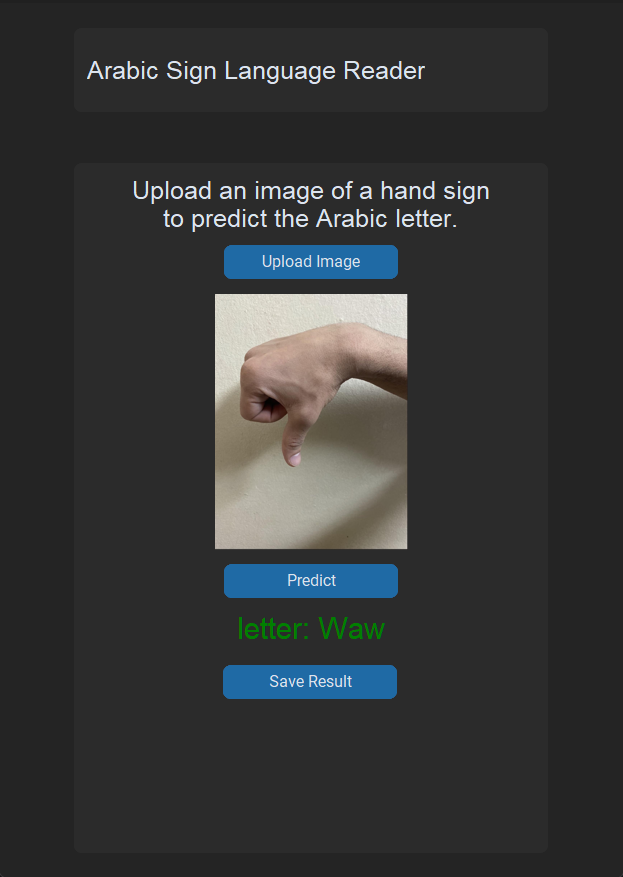 Arabic Sign Language Reader
Upload an image of a hand sign
to predict the Arabic letter.
Upload Image
Predict
letter: Waw
Save Result